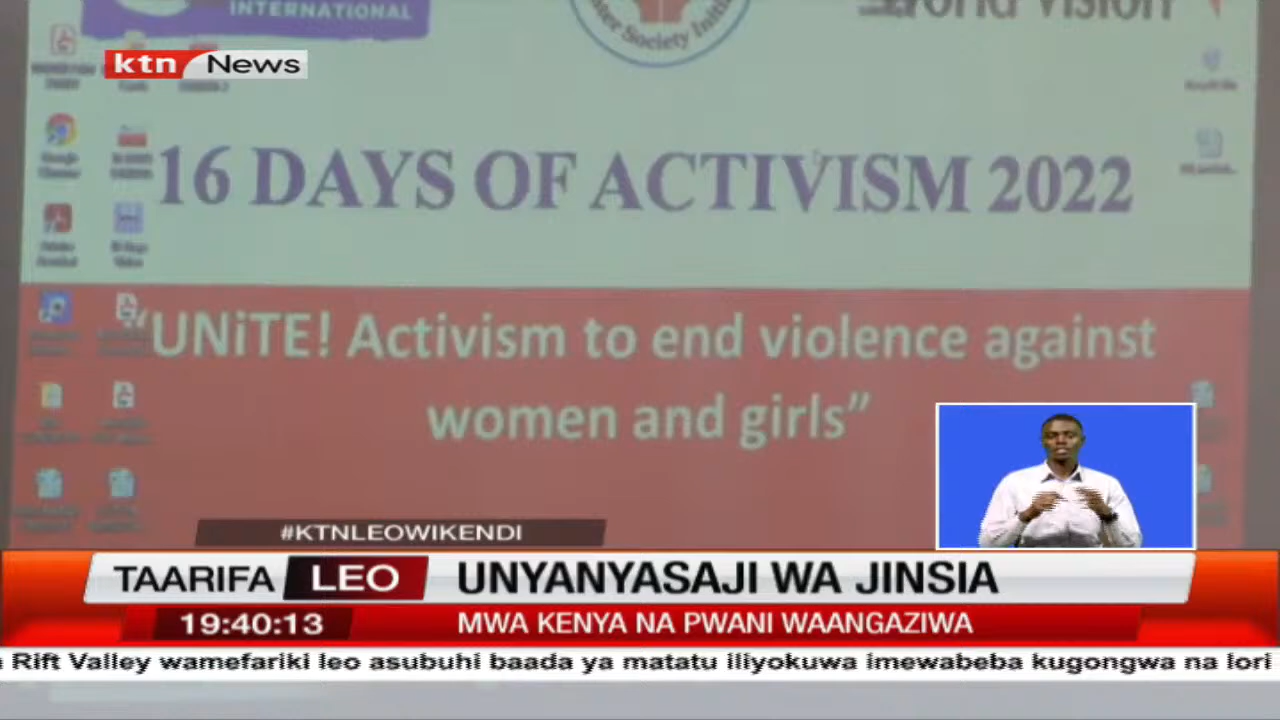 INTERNATIONAL
World Vision
ktn News
16 DAYS OF ACTIVISM 2022
"UNiTE! Activism to end violence against
women and girls"
#KTNLEOWIKENDI
TAARIFA LEO
UNYANYASAJI WA JINSIA
19:40:13
MWA KENYA NA PWANI WAANGAZIWA
Rift Valley wamefariki leo asubuhi baada ya matatu iliyokuwa imewabeba kugongwa na lori